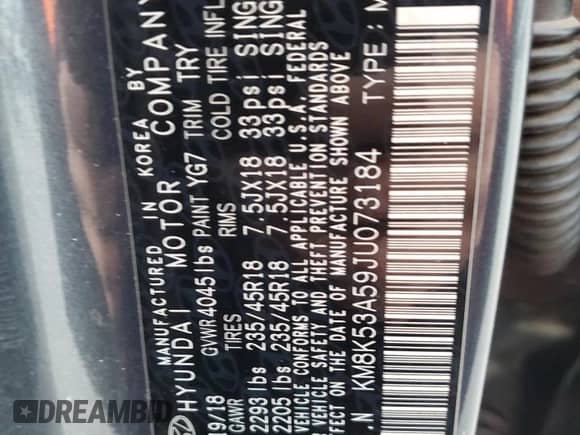 MANUFACTURED IN KOREA BY
HYUNDAI MOTOR COMPANY
19/18 GVWR 4045lbs PAINT YG7 TRIM TRY
GAWR TIRES RIMS COLD TIRE INFL
2293 lbs 235/45R18 7.5JX18 33psi SING
2205 lbs 235/45R18 7.5JX18 33psi SING
VEHICLE CONFORMS TO ALL APPLICABLE U.S.A. FEDERAL
VEHICLE SAFETY, BUMPER, AND THEFT PREVENTION STANDARDS
EFFECT ON THE DATE OF MANUFACTURE SHOWN ABOVE
.N KM8K53A59JU073184 TYPE: M
DREAMBID